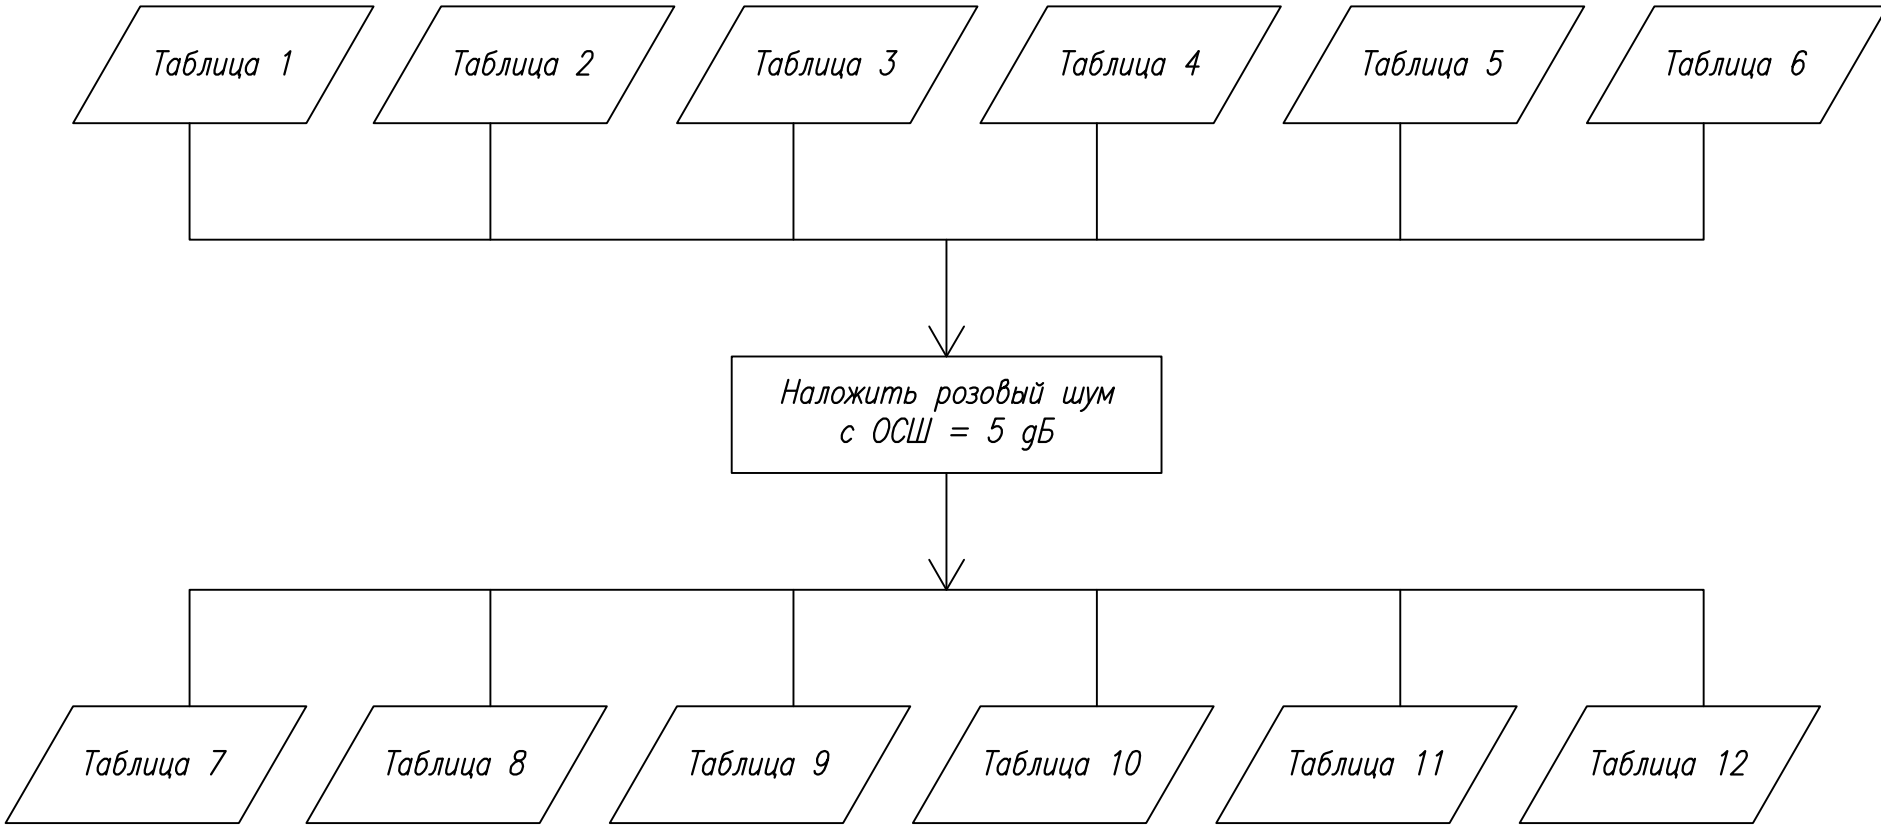 Таблица 1
Таблица 2
Таблица 3
Таблица 4
Таблица 5
Таблица 6
Наложить розовый шум
с ОСШ = 5 дБ
Таблица 7
Таблица 8
Таблица 9
Таблица 10
Таблица 11
Таблица 12